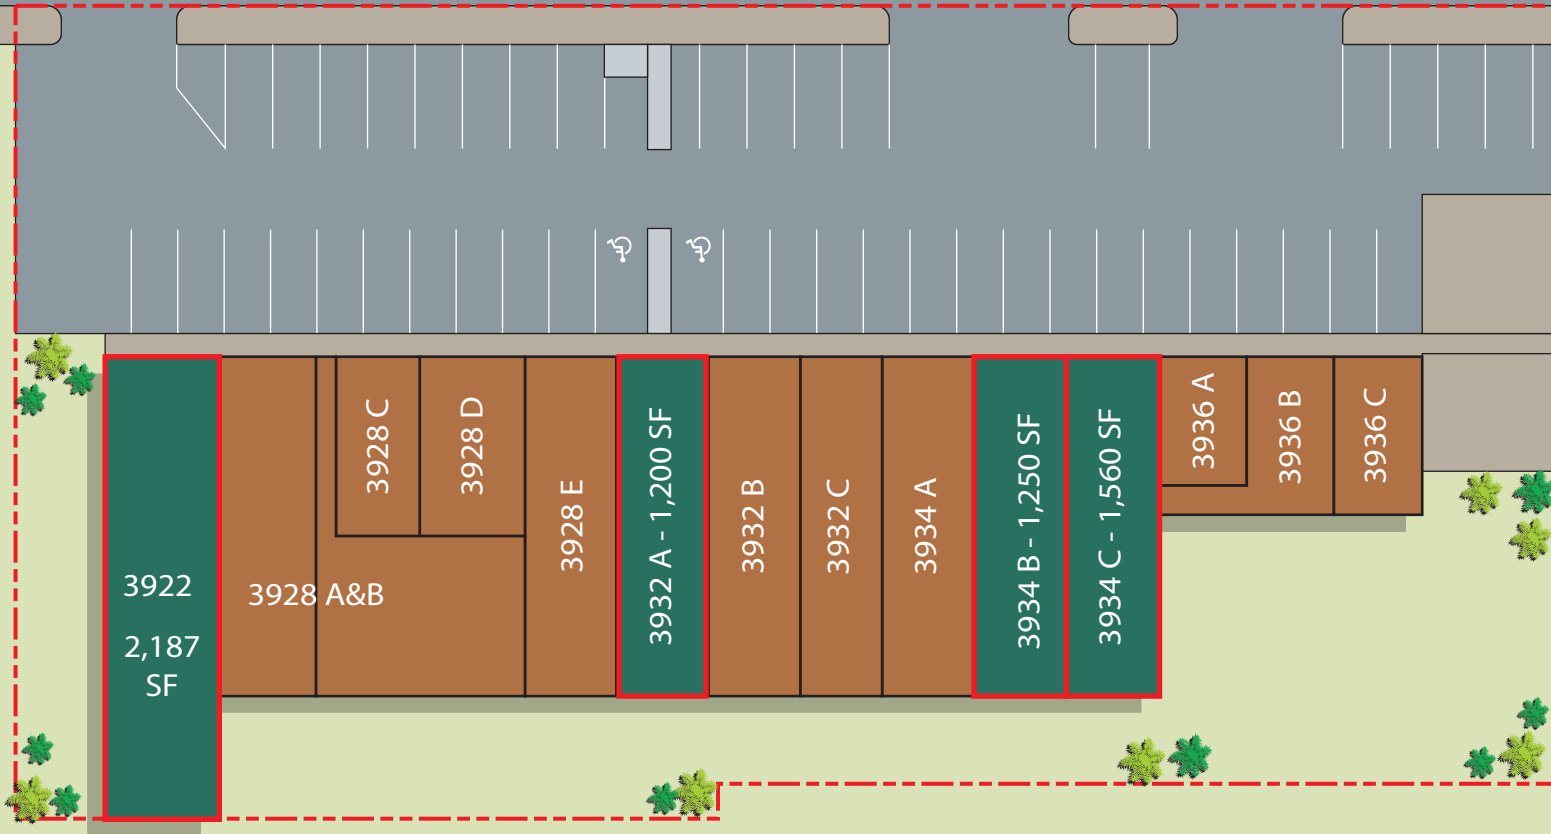 3922
2,187
SF
3928 A&B
3928 C
3928 D
3928 E
3932 A - 1,200 SF
3932 B
3932 C
3934 A
3934 B - 1,250 SF
3934 C - 1,560 SF
3936 A
3936 B
3936 C